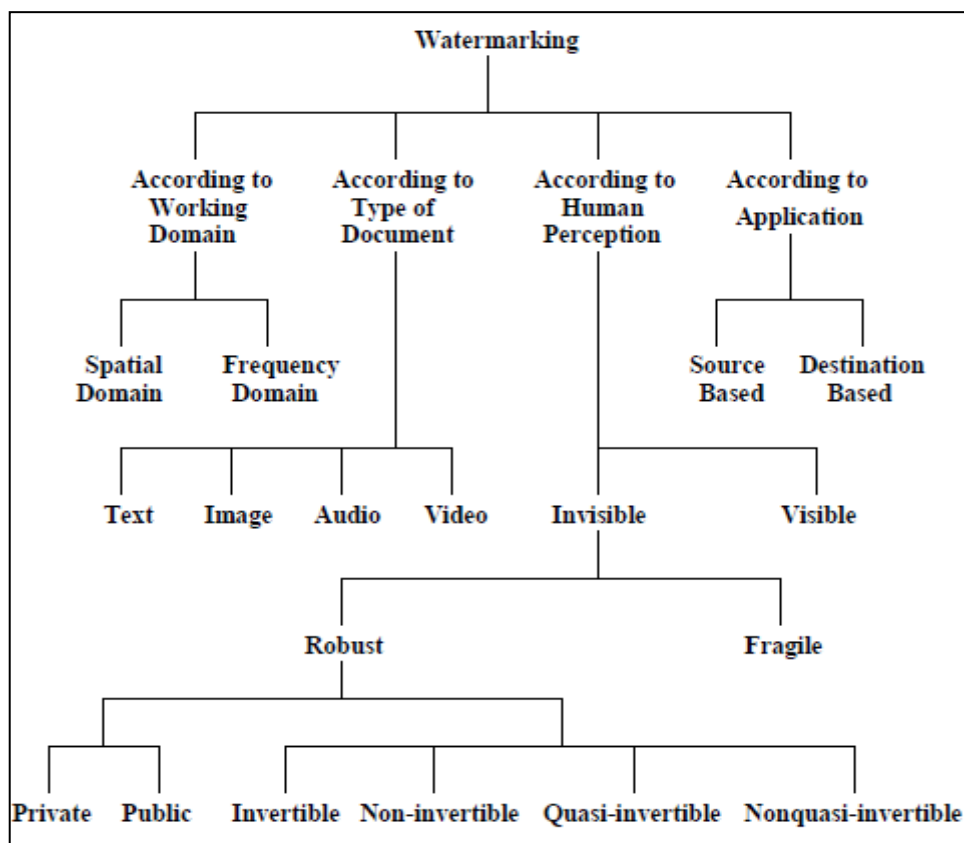 Watermarking
According to
Working
Domain
According to
Type of
Document
According to
Human
Perception
According to
Application
Spatial
Domain
Frequency
Domain
Source
Based
Destination
Based
Text
Image
Audio
Video
Invisible
Visible
Robust
Fragile
Private
Public
Invertible
Non-invertible
Quasi-invertible
Nonquasi-invertible